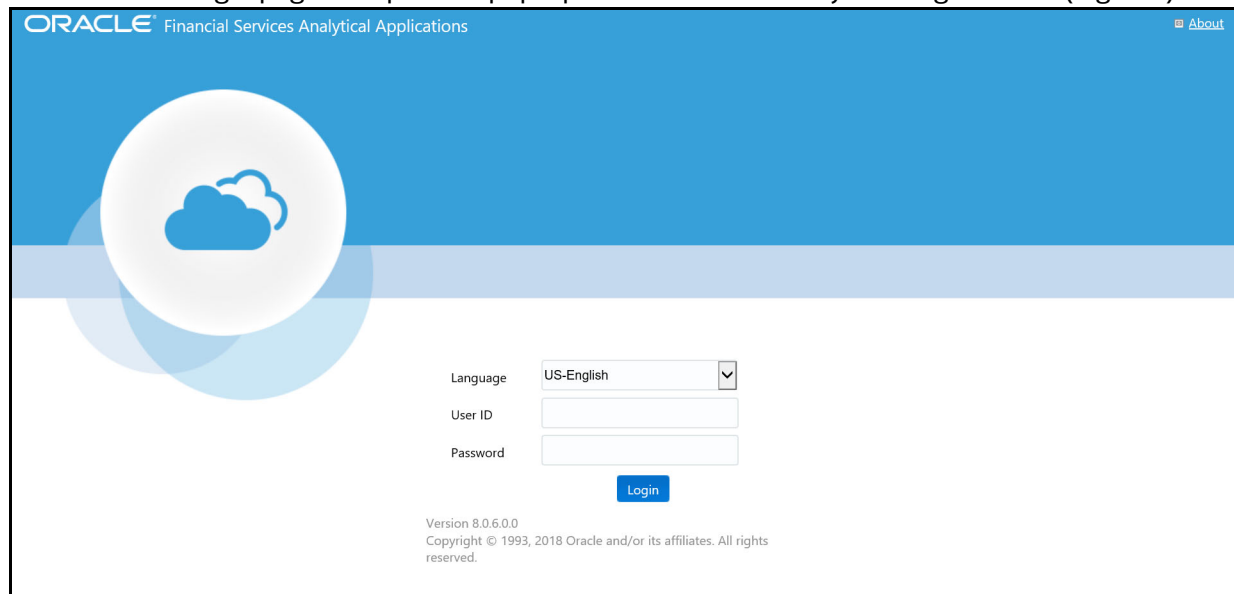 ORACLE® Financial Services Analytical Applications
About
Language US-English
User ID
Password
Login
Version 8.0.6.0.0
Copyright © 1993, 2018 Oracle and/or its affiliates. All rights
reserved.